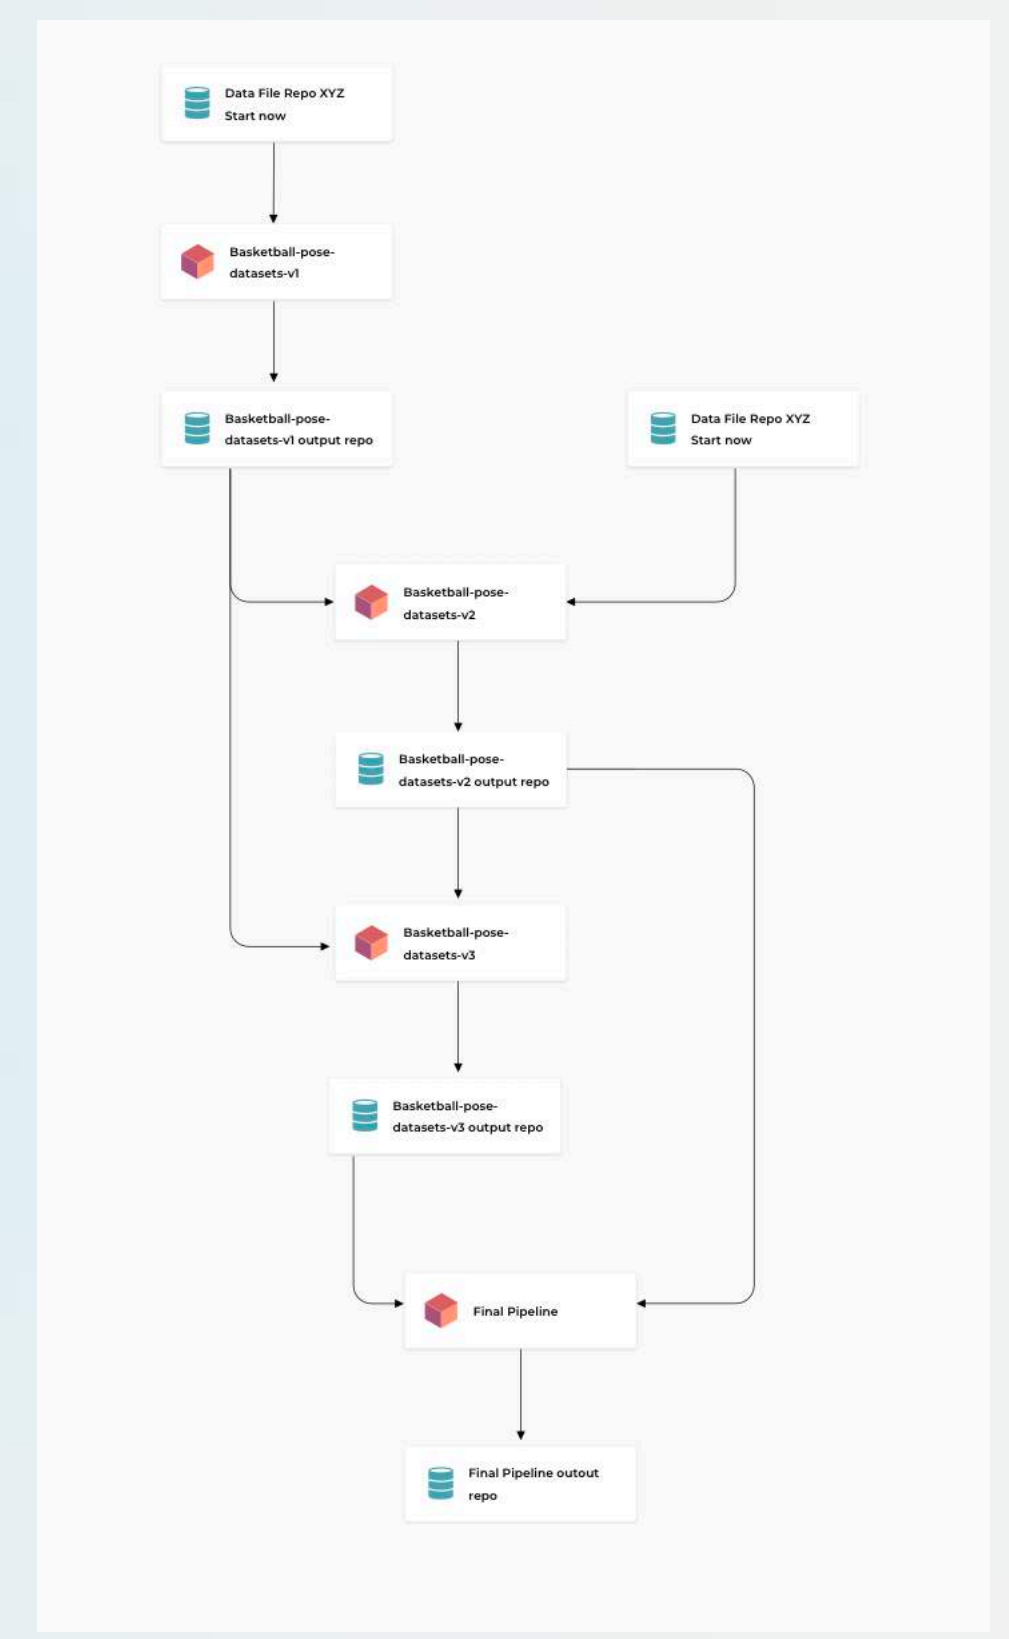 Data File Repo XYZ
Start now
Basketball-pose-
datasets-v1
Basketball-pose-
datasets-v1 output repo
Data File Repo XYZ
Start now
Basketball-pose-
datasets-v2
Basketball-pose-
datasets-v2 output repo
Basketball-pose-
datasets-v3
Basketball-pose-
datasets-v3 output repo
Final Pipeline
Final Pipeline outout
repo